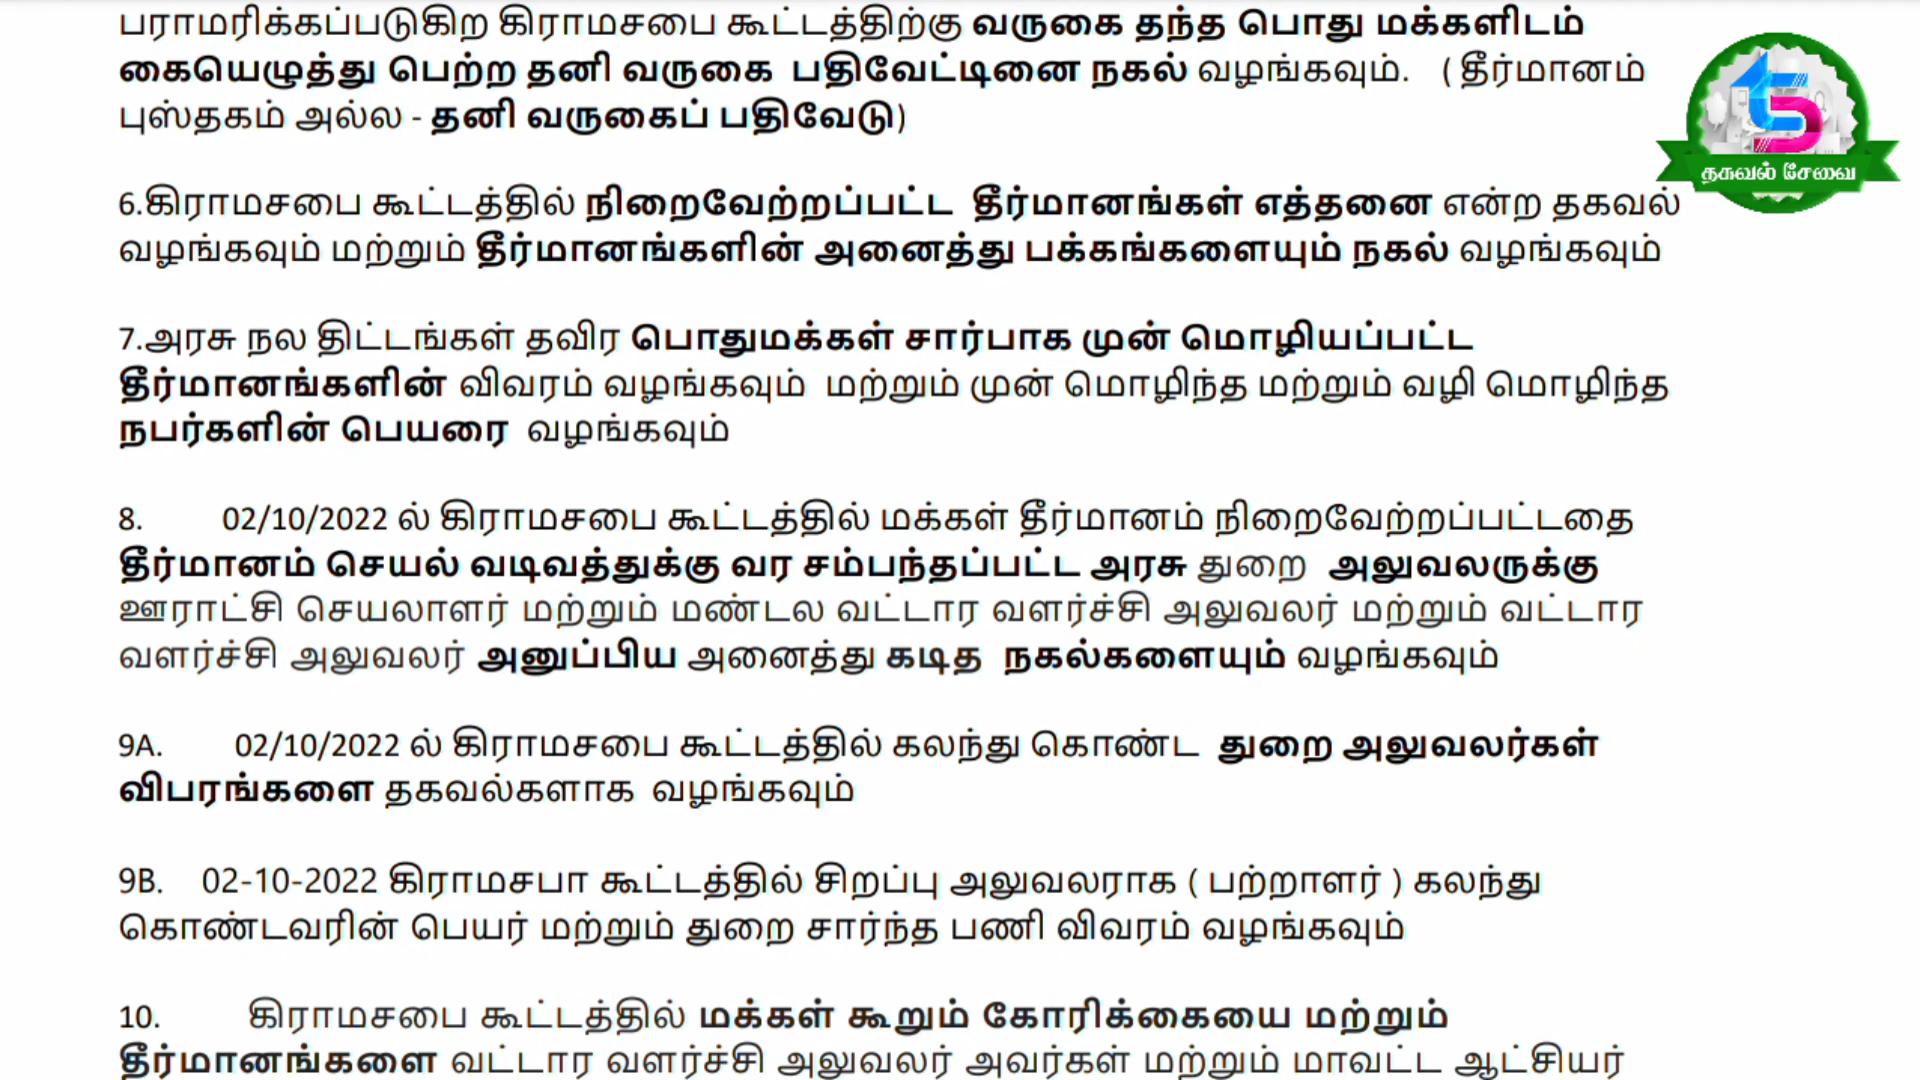 பராமரிக்கப்படுகிற கிராமசபை கூட்டத்திற்கு வருகை தந்த பொது மக்களிடம்
கையெழுத்து பெற்ற தனி வருகை பதிவேட்டினை நகல் வழங்கவும். ( தீர்மானம்
புஸ்தகம் அல்ல - தனி வருகைப் பதிவேடு)
தகவல் சேவை
6.கிராமசபை கூட்டத்தில் நிறைவேற்றப்பட்ட தீர்மானங்கள் எத்தனை என்ற தகவல்
வழங்கவும் மற்றும் தீர்மானங்களின் அனைத்து பக்கங்களையும் நகல் வழங்கவும்
7.அரசு நல திட்டங்கள் தவிர பொதுமக்கள் சார்பாக முன் மொழியப்பட்ட
தீர்மானங்களின் விவரம் வழங்கவும் மற்றும் முன் மொழிந்த மற்றும் வழி மொழிந்த
நபர்களின் பெயரை வழங்கவும்
8. 02/10/2022 ல் கிராமசபை கூட்டத்தில் மக்கள் தீர்மானம் நிறைவேற்றப்பட்டதை
தீர்மானம் செயல் வடிவத்துக்கு வர சம்பந்தப்பட்ட அரசு துறை அலுவலருக்கு
ஊராட்சி செயலாளர் மற்றும் மண்டல வட்டார வளர்ச்சி அலுவலர் மற்றும் வட்டார
வளர்ச்சி அலுவலர் அனுப்பிய அனைத்து கடித நகல்களையும் வழங்கவும்
9A. 02/10/2022 ல் கிராமசபை கூட்டத்தில் கலந்து கொண்ட துறை அலுவலர்கள்
விபரங்களை தகவல்களாக வழங்கவும்
9B. 02-10-2022 கிராமசபா கூட்டத்தில் சிறப்பு அலுவலராக ( பற்றாளர் ) கலந்து
கொண்டவரின் பெயர் மற்றும் துறை சார்ந்த பணி விவரம் வழங்கவும்
10. கிராமசபை கூட்டத்தில் மக்கள் கூறும் கோரிக்கையை மற்றும்
தீர்மானங்களை வட்டார வளர்ச்சி அலுவலர் அவர்கள் மற்றும் மாவட்ட ஆட்சியர்